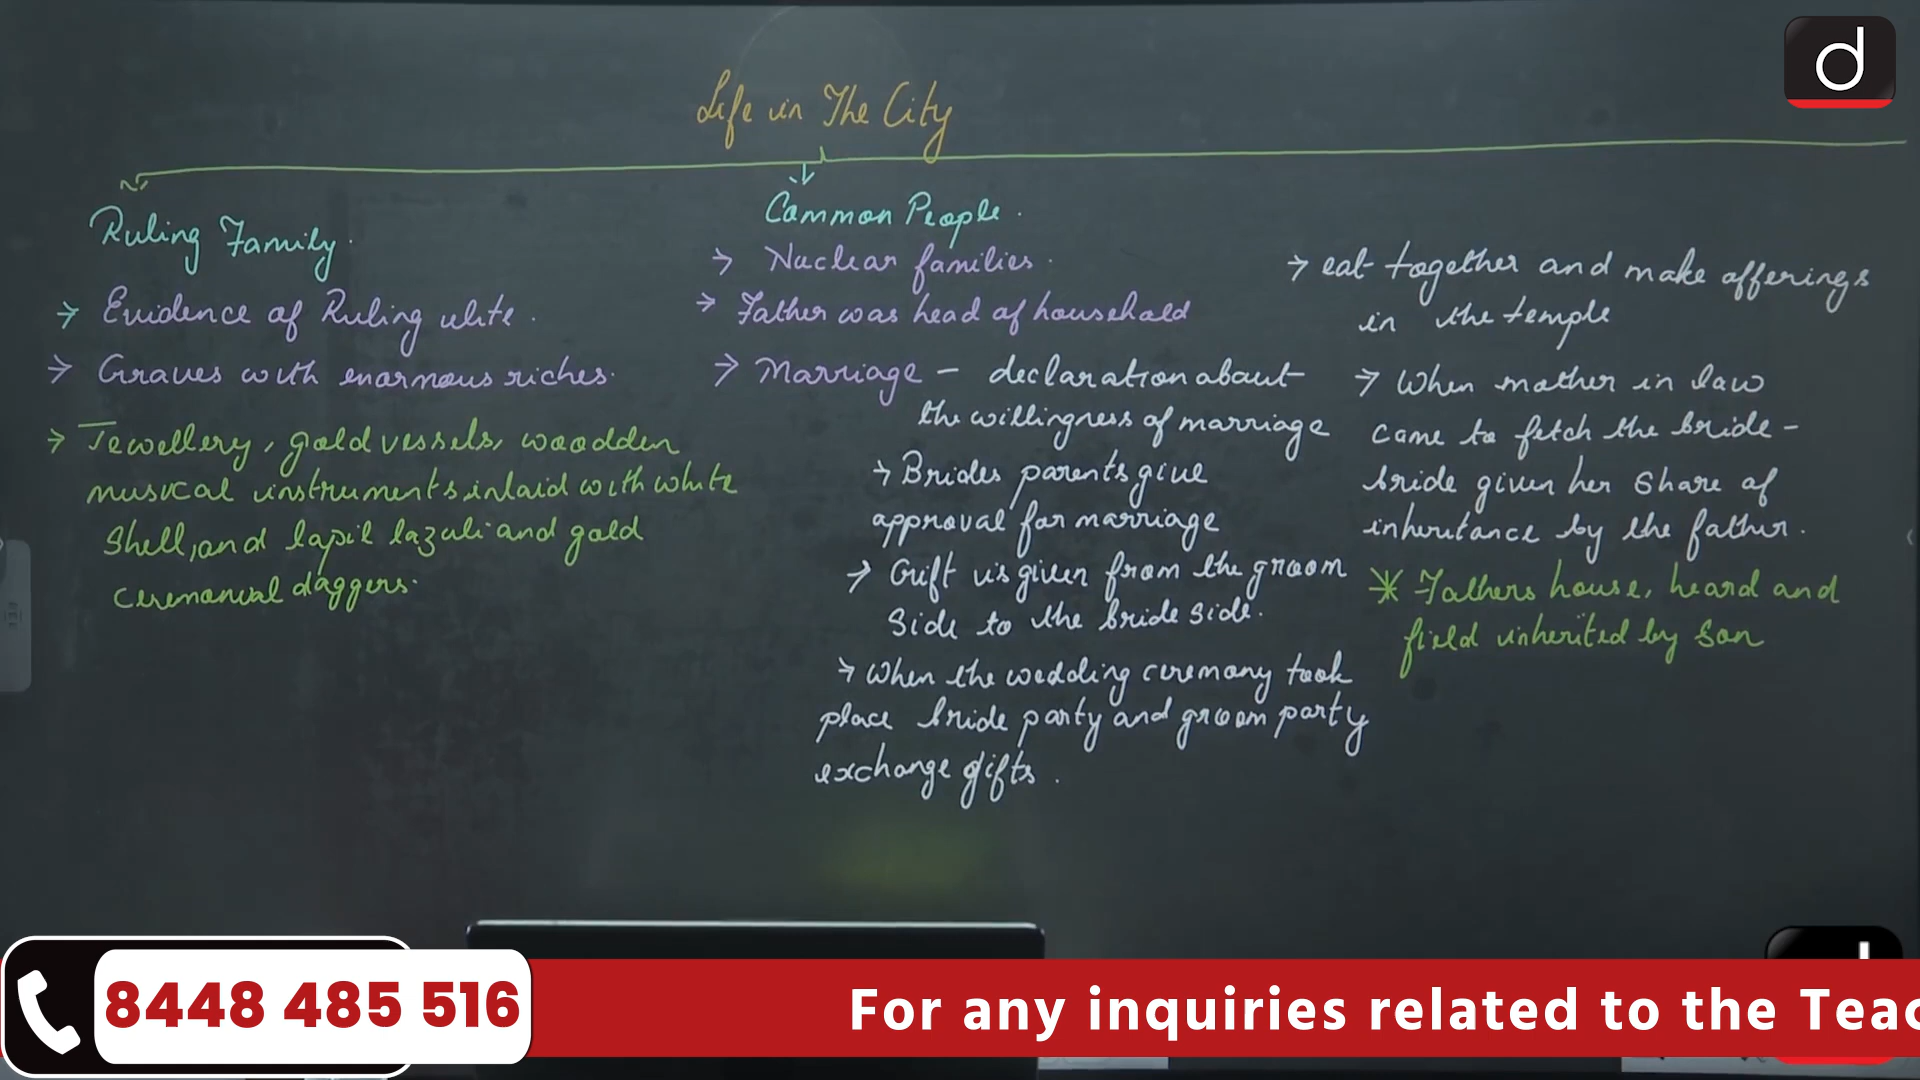 d
Life in The City
Ruling Family.
→ Evidence of Ruling elite.
→ Graves with enormous riches.
→ Jewellery, gold vessels, woodden
musical instruments inlaid with white
shell, and lapil lazuli and gold
ceremonial daggers.
Common People.
→ Nuclear families.
→ Father was head of household
→ Marriage - declaration about
the willingness of marriage
→ Brides parents give
approval for marriage
→ Gift is given from the groom
side to the bride side.
→ When the wedding ceremony took
place bride party and groom party
exchange gifts.
→ eat together and make offerings
in the temple
→ When mother in law
came to fetch the bride -
bride given her share of
inheritance by the father.
* Fathers house, heard and
field inherited by son
8448 485 516
For any inquiries related to the Teac